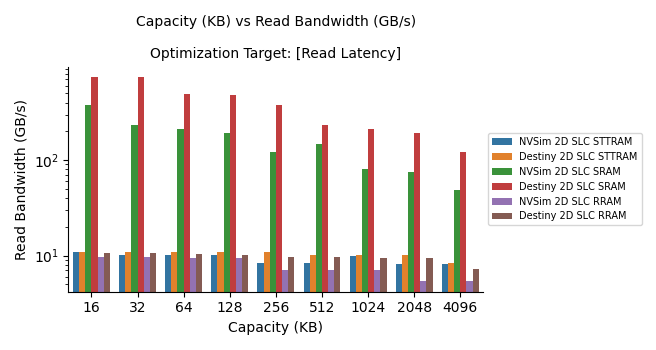 Capacity (KB) vs Read Bandwidth (GB/s)
Optimization Target: [Read Latency]
Read Bandwidth (GB/s)
10²
10¹
16 32 64 128 256 512 1024 2048 4096
Capacity (KB)
NVSim 2D SLC STTRAM
Destiny 2D SLC STTRAM
NVSim 2D SLC SRAM
Destiny 2D SLC SRAM
NVSim 2D SLC RRAM
Destiny 2D SLC RRAM